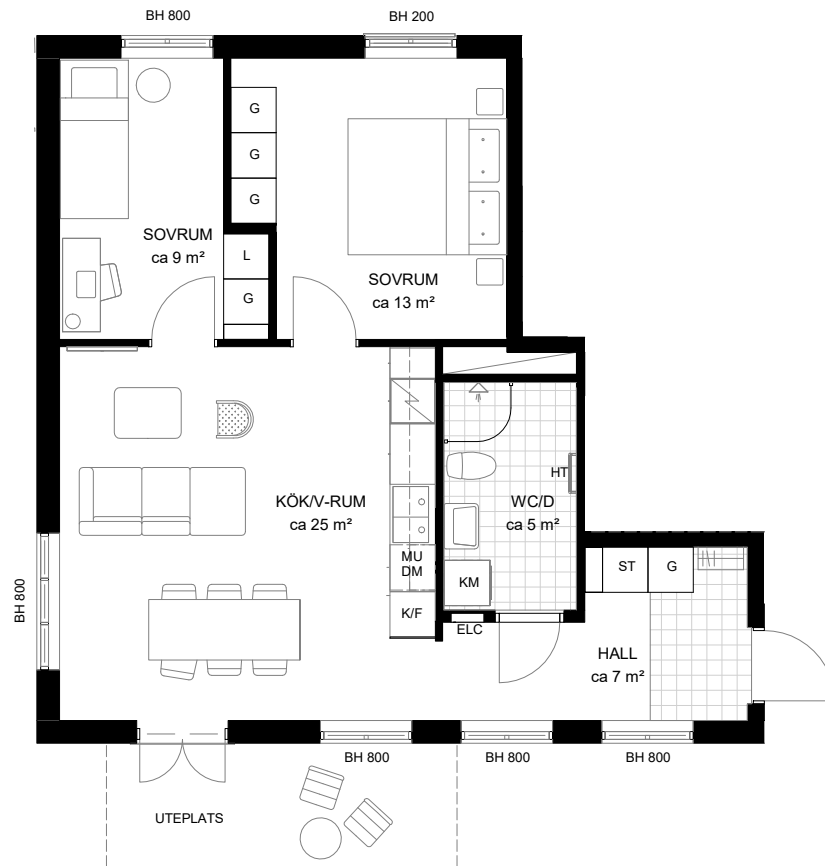 BH 800
BH 200
G
G
G
SOVRUM
ca 9 m²
L
G
SOVRUM
ca 13 m²
KÖK/V-RUM
ca 25 m²
HT
WC/D
ca 5 m²
MU
DM
KM
K/F
ELC
ST
G
BH 800
HALL
ca 7 m²
BH 800
BH 800
BH 800
UTEPLATS